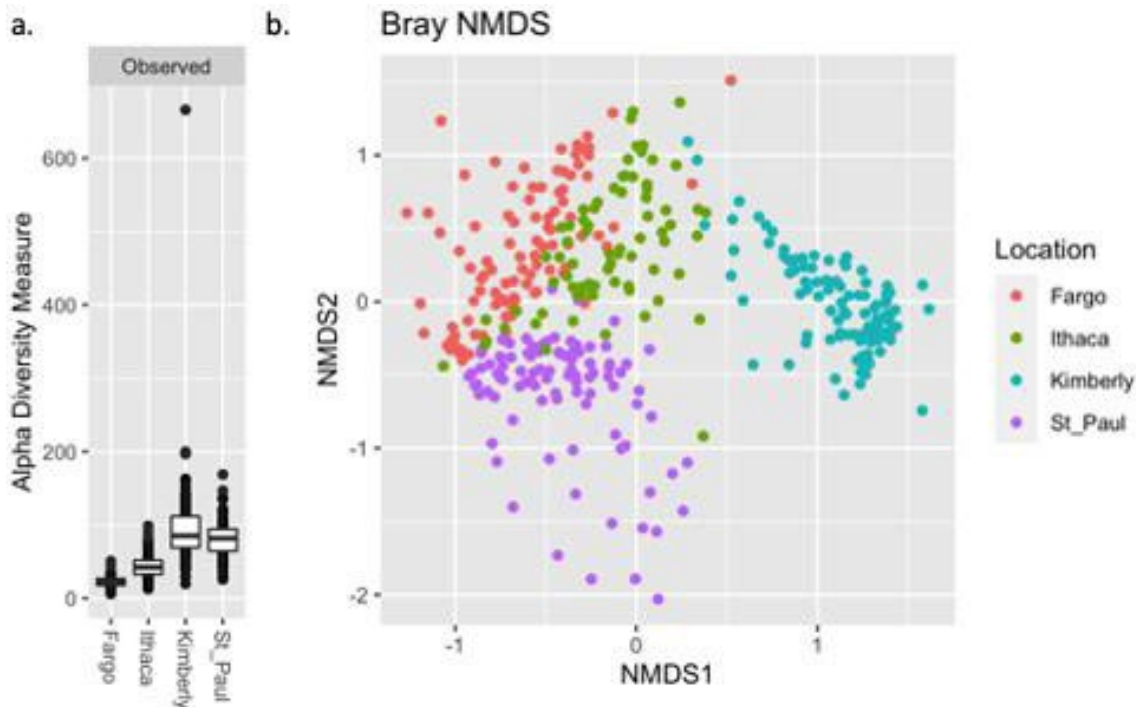 a.
Observed
Alpha Diversity Measure
600
400
200
0
Fargo
Ithaca
Kimberly
St_Paul
b.
Bray NMDS
NMDS2
1
0
-1
-2
-1
0
1
NMDS1
Location
Fargo
Ithaca
Kimberly
St_Paul